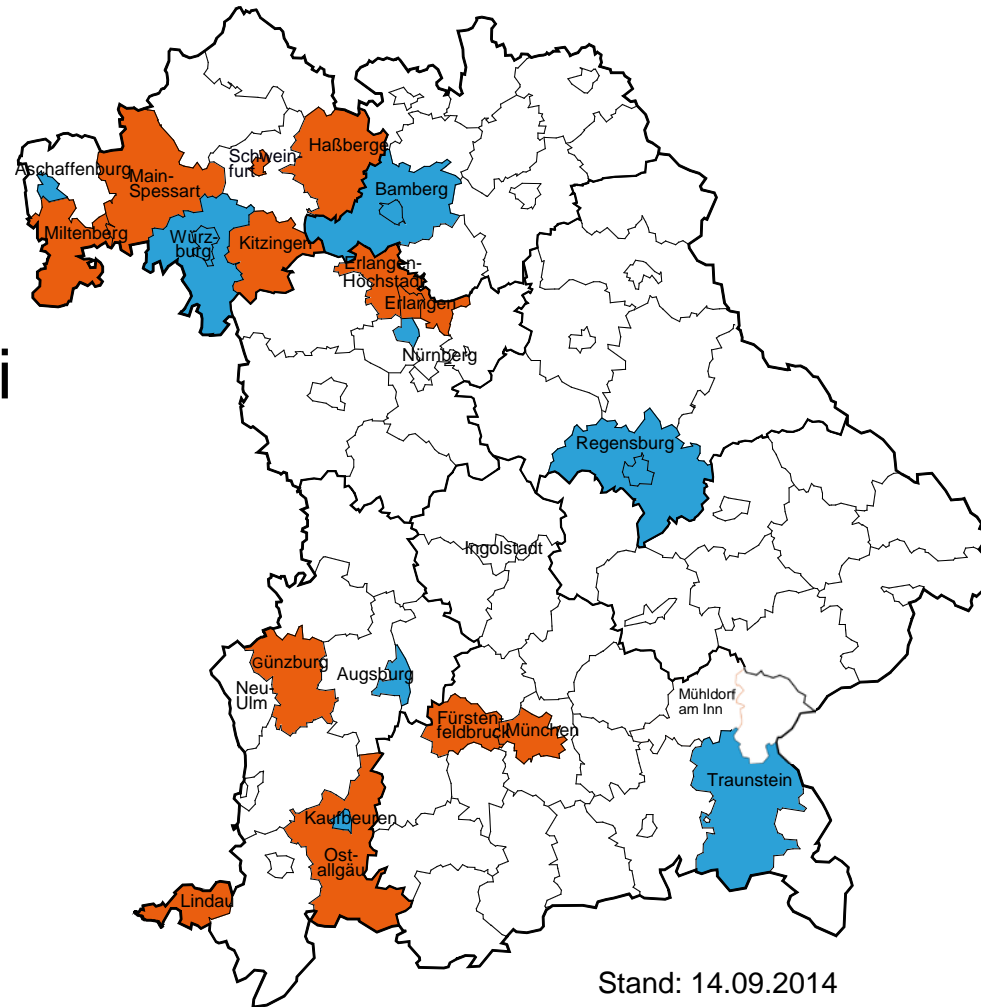 Haßberge
Schwein-
furt
Aschaffenburg
Main-
Spessart
Bamberg
Miltenberg
Würz-
burg
Kitzingen
Erlangen-
Höchstadt
Erlangen
i
Nürnberg
Regensburg
Ingolstadt
Günzburg
Augsburg
Neu-
Ulm
Mühldorf
am Inn
Fürsten-
feldbruck
München
Traunstein
Kaufbeuren
Ost-
allgäu
Lindau
Stand: 14.09.2014